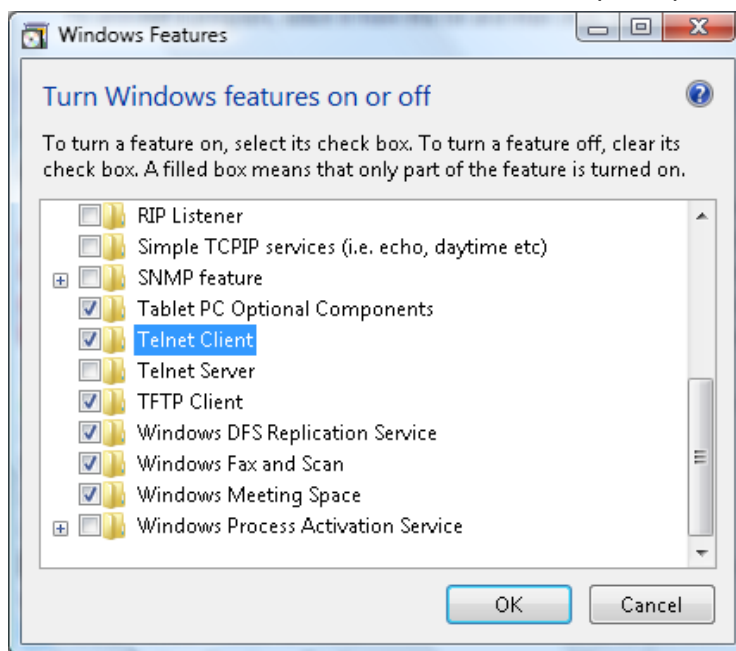 Windows Features
Turn Windows features on or off
To turn a feature on, select its check box. To turn a feature off, clear its
check box. A filled box means that only part of the feature is turned on.
RIP Listener
Simple TCPIP services (i.e. echo, daytime etc)
SNMP feature
Tablet PC Optional Components
Telnet Client
Telnet Server
TFTP Client
Windows DFS Replication Service
Windows Fax and Scan
Windows Meeting Space
Windows Process Activation Service
OK Cancel